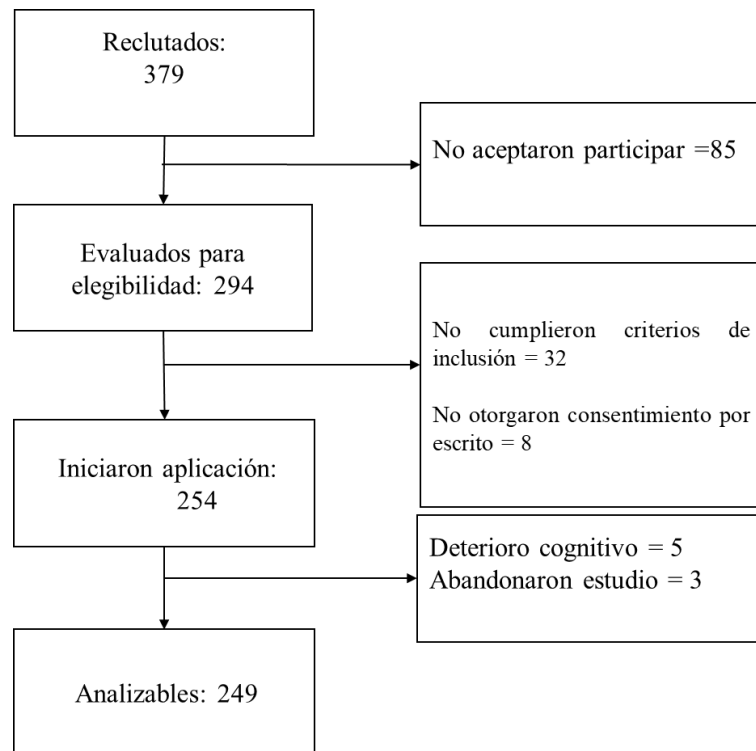 Reclutados:
379
No aceptaron participar =85
Evaluados para
elegibilidad: 294
No cumplieron criterios de
inclusión = 32
No otorgaron consentimiento por
escrito = 8
Iniciaron aplicación:
254
Deterioro cognitivo = 5
Abandonaron estudio = 3
Analizables: 249